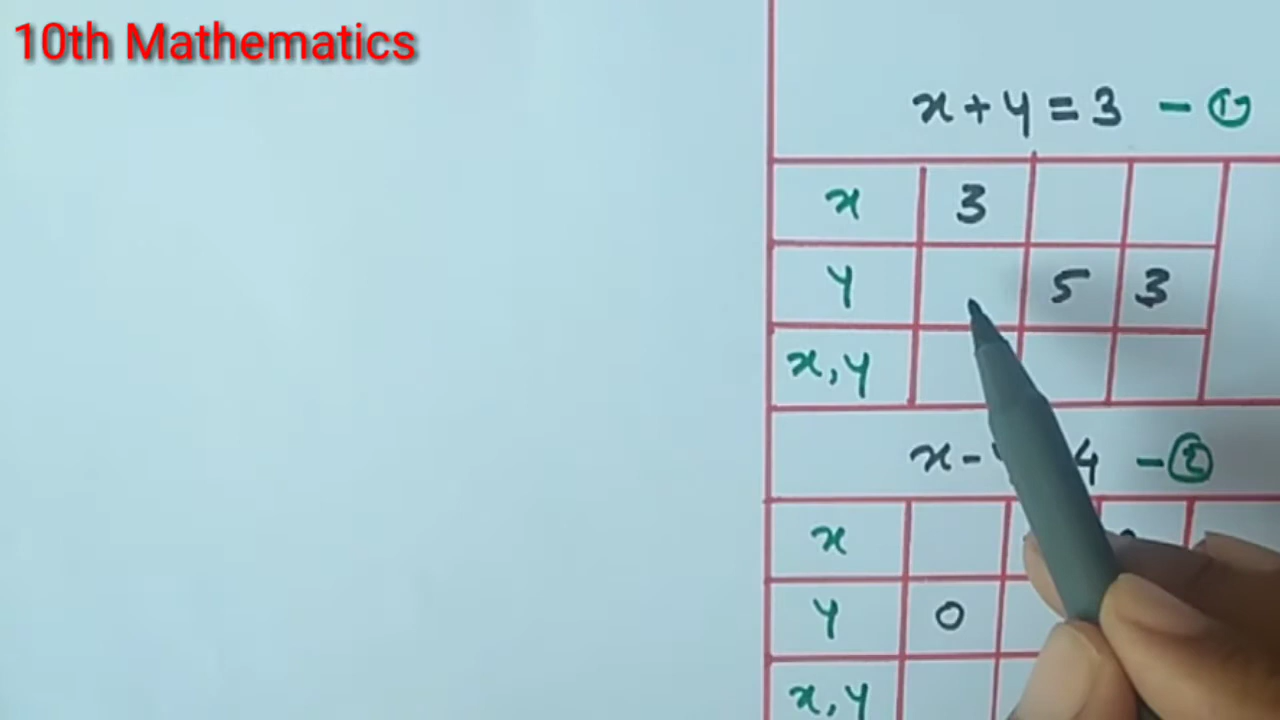 10th Mathematics
x + y = 3 - ①
x 3
y 5 3
x, y
x - 4 - ②
x
y 0
x, y